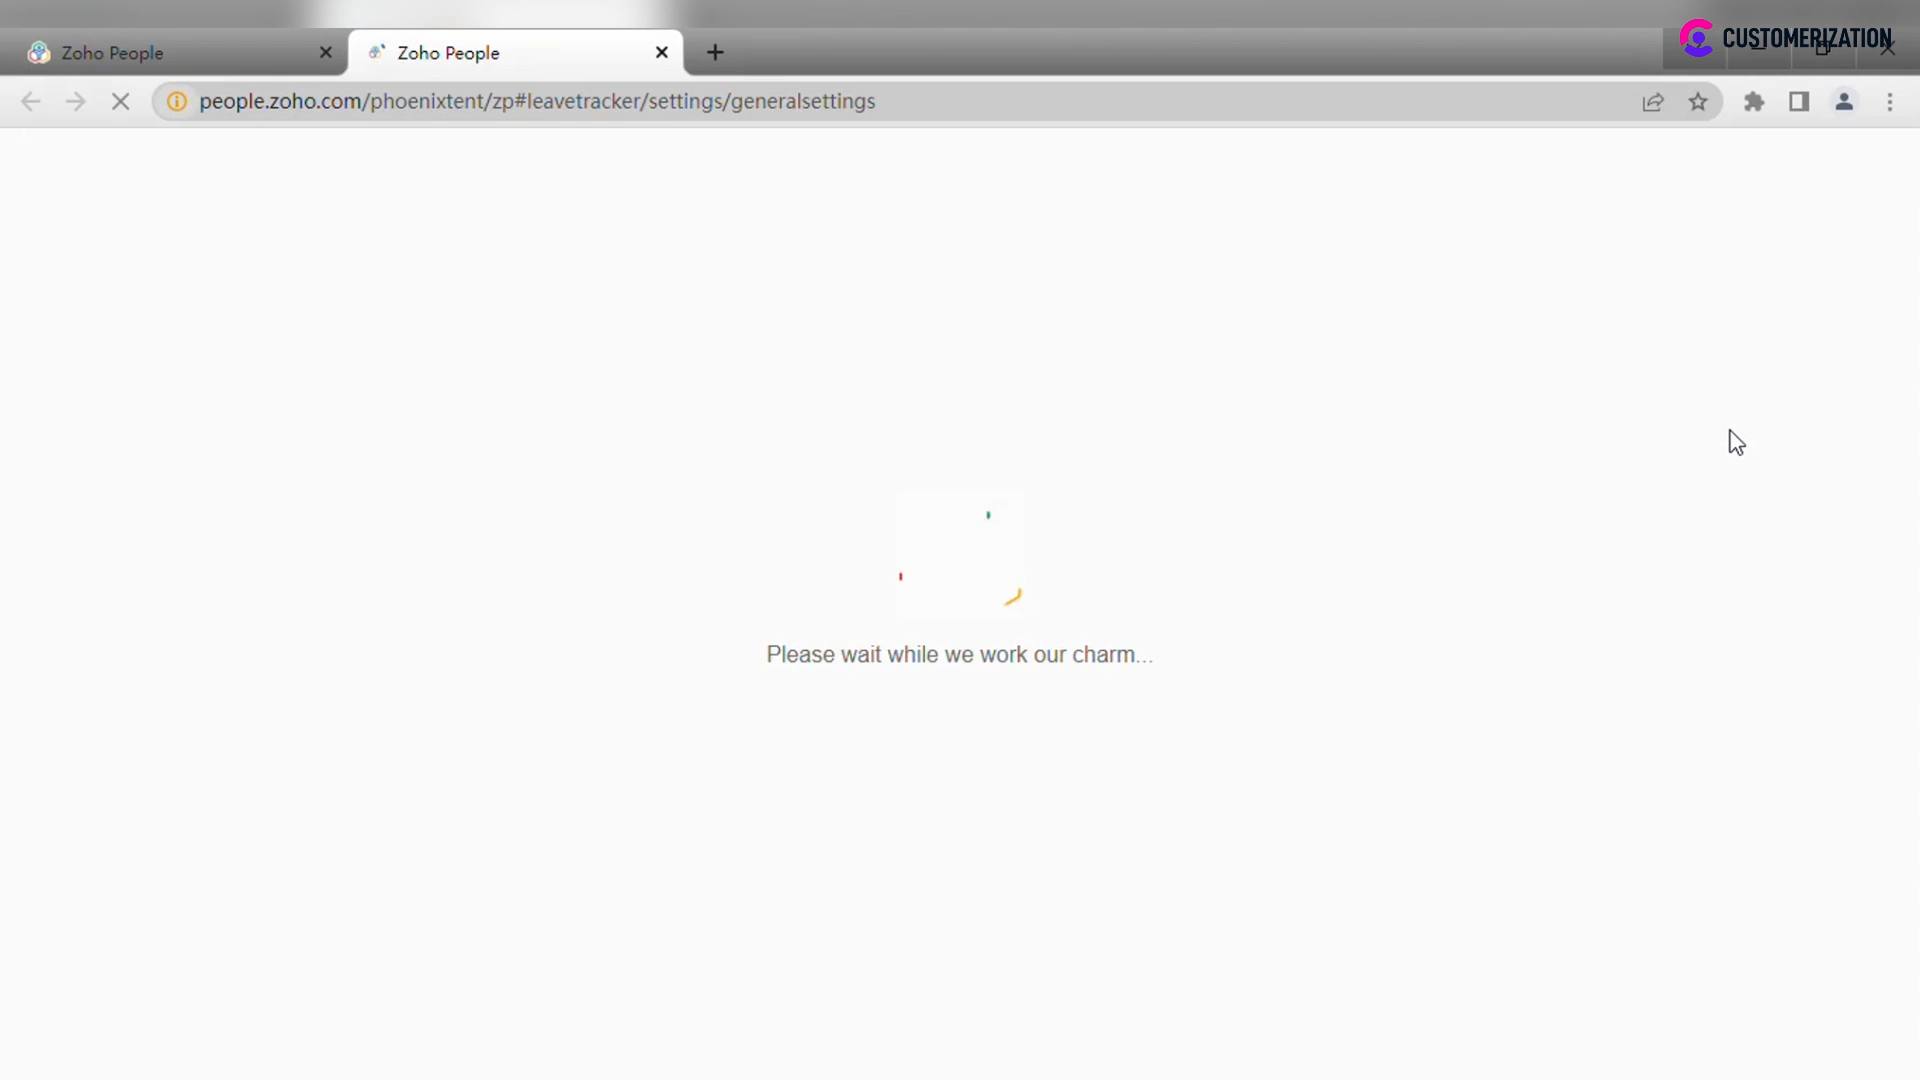 CUSTOMERIZATION
Zoho People
Zoho People
people.zoho.com/phoenixtent/zp#leavetracker/settings/generalsettings
Please wait while we work our charm...